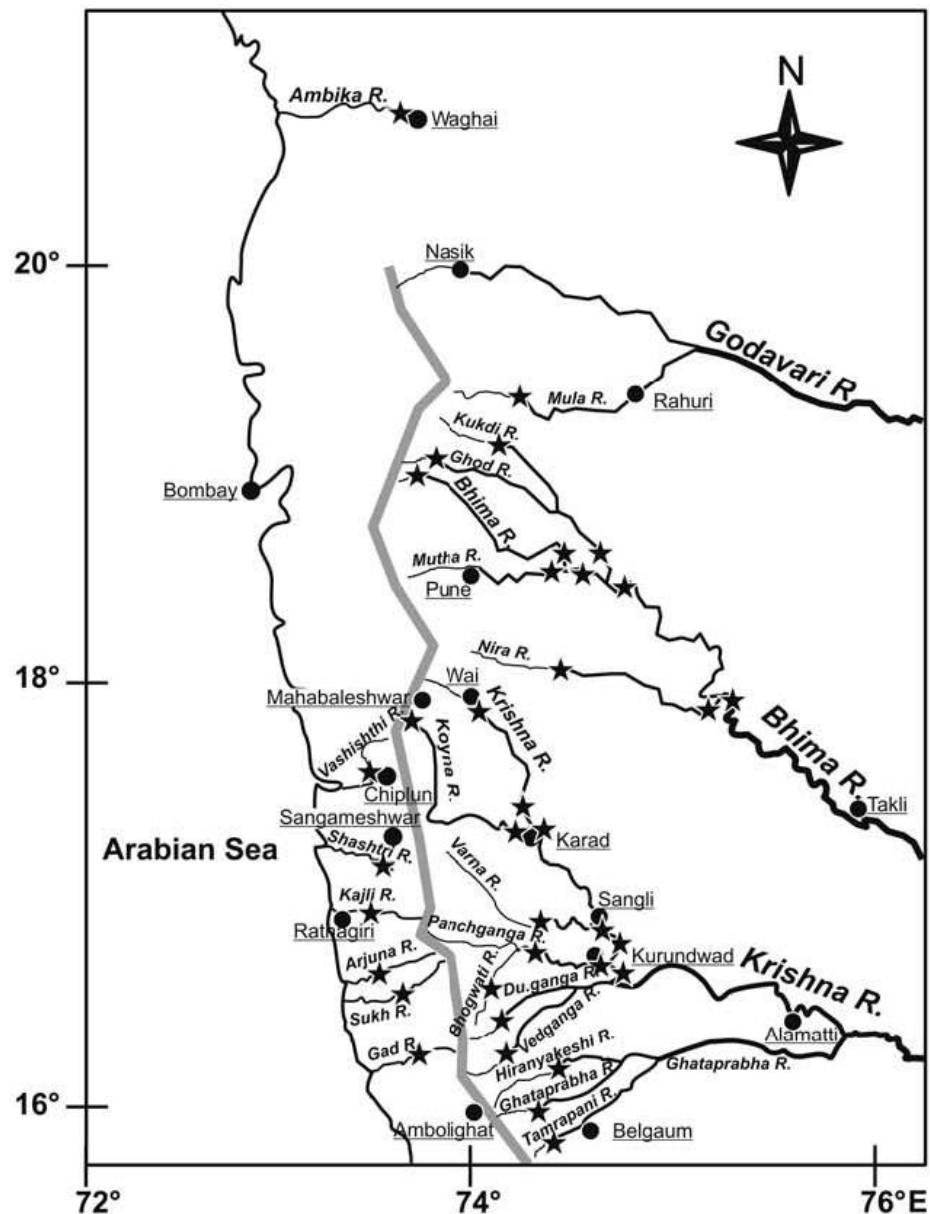 N
Ambika R.
Waghai
20°
Nasik
Godavari R
Mula R.
Rahuri
Kukdi R.
Ghod R.
Bhima R.
Bombay
Mutha R.
Pune
Nira R.
18°
Wai
Mahabaleshwar
Krishna R.
Koyna R.
Vashishthi R.
Bhima R.
Chiplun
Takli
Sangameshwar
Arabian Sea
Shashtri R.
Karad
Varna R.
Kajli R.
Sangli
Ratnagiri
Panchganga R.
Kurundwad
Krishna R.
Arjuna R.
Bhogwati R.
Du.ganga R.
Sukh R.
Vedganga R.
Alamatti
Gad R
Hiranyakeshi R.
Ghataprabha R.
Ghataprabha R.
16°
Ambolighat
Tamrapani R.
Belgaum
72°
74°
76°E